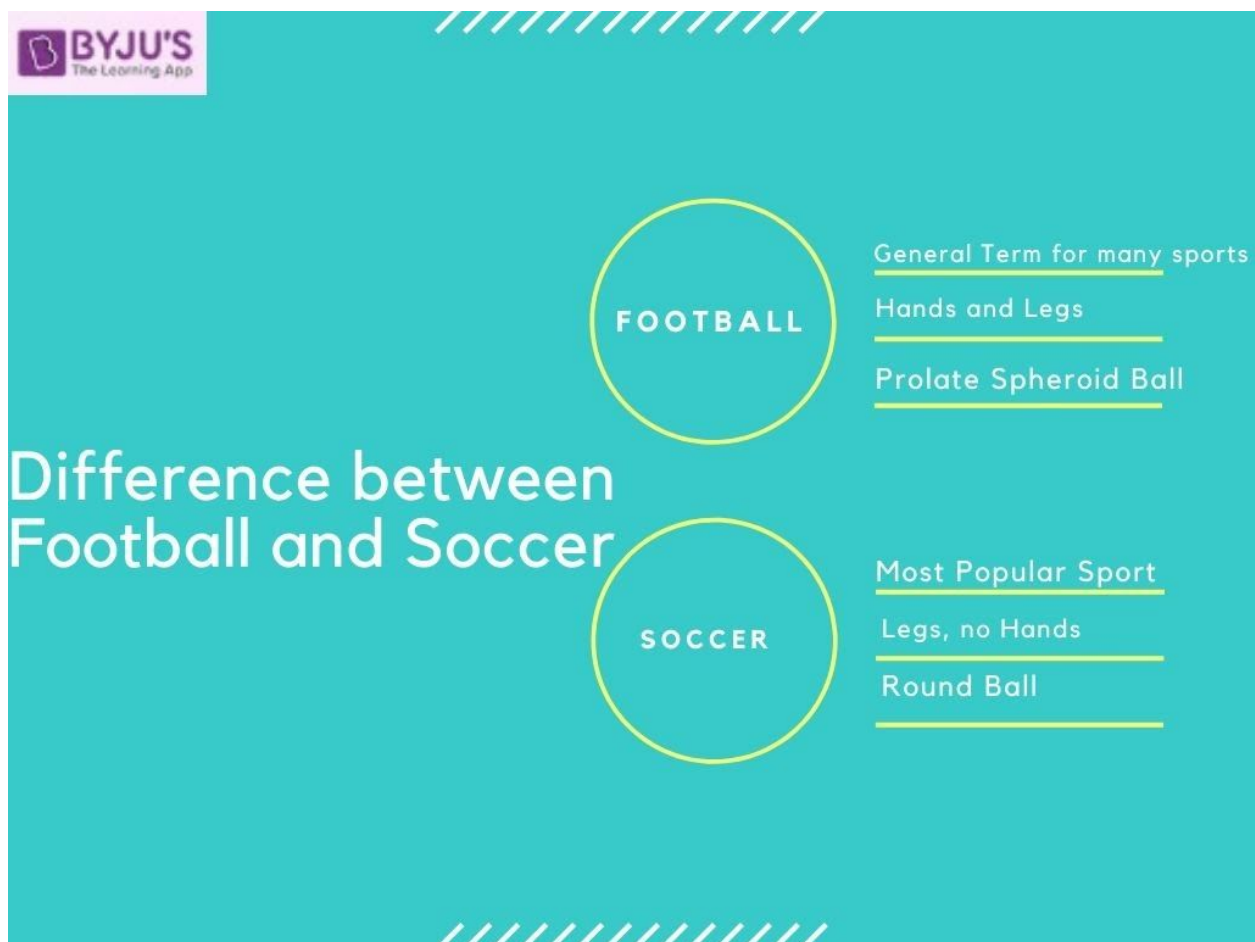 BYJU'S
The Learning App
Difference between
Football and Soccer
FOOTBALL
General Term for many sports
Hands and Legs
Prolate Spheroid Ball
SOCCER
Most Popular Sport
Legs, no Hands
Round Ball